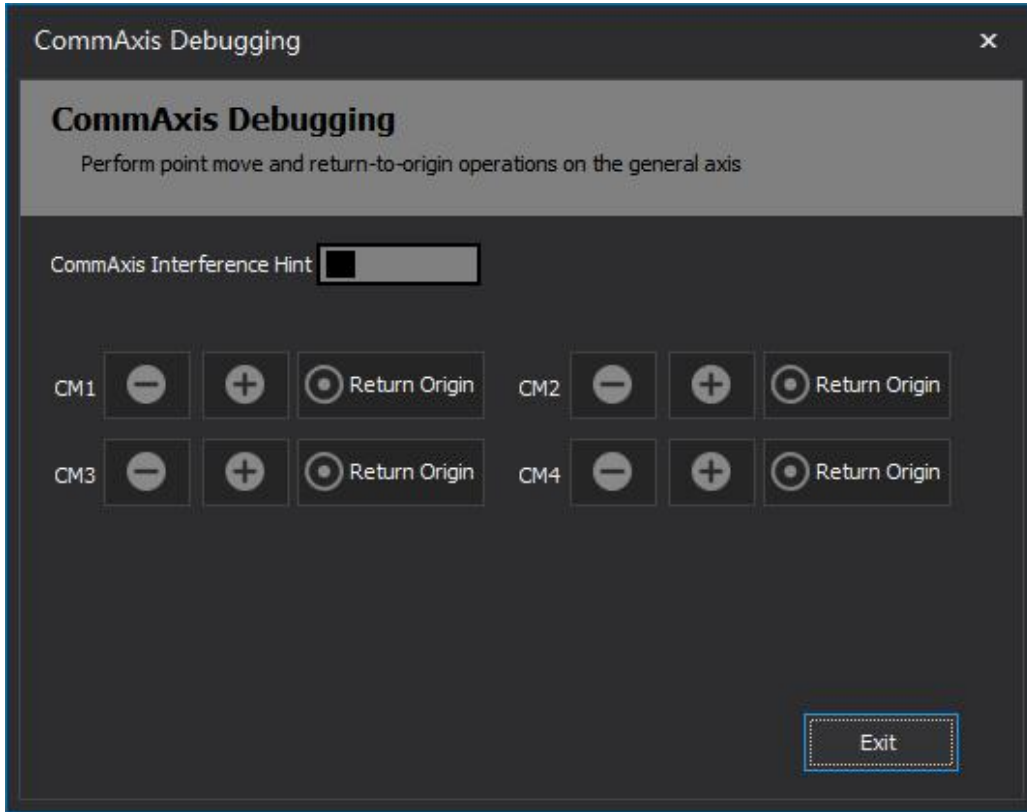 CommAxis Debugging
CommAxis Debugging
Perform point move and return-to-origin operations on the general axis
CommAxis Interference Hint
CM1 Return Origin CM2 Return Origin
CM3 Return Origin CM4 Return Origin
Exit